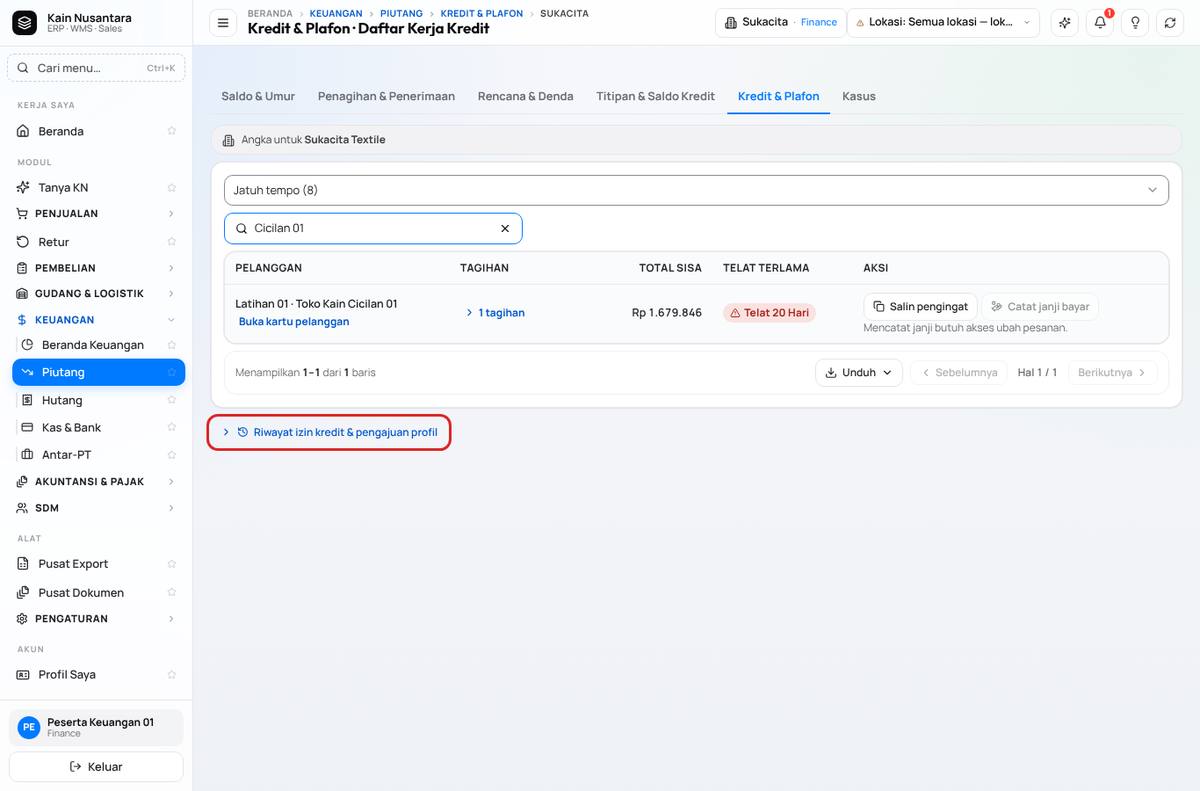 Kain Nusantara
ERP · WMS · Sales
Cari menu...
Ctrl+K
KERJA SAYA
Beranda
MODUL
Tanya KN
PENJUALAN
Retur
PEMBELIAN
GUDANG & LOGISTIK
KEUANGAN
Beranda Keuangan
Piutang
Hutang
Kas & Bank
Antar-PT
AKUNTANSI & PAJAK
SDM
ALAT
Pusat Export
Pusat Dokumen
PENGATURAN
AKUN
Profil Saya
PE
Peserta Keuangan 01
Finance
Keluar
BERANDA > KEUANGAN > PIUTANG > KREDIT & PLAFON > SUKACITA
Kredit & Plafon · Daftar Kerja Kredit
Sukacita · Finance
Lokasi: Semua lokasi — lok...
1
Saldo & Umur
Penagihan & Penerimaan
Rencana & Denda
Titipan & Saldo Kredit
Kredit & Plafon
Kasus
Angka untuk Sukacita Textile
Jatuh tempo (8)
Cicilan 01
PELANGGAN TAGIHAN TOTAL SISA TELAT TERLAMA AKSI
Latihan 01 · Toko Kain Cicilan 01
Buka kartu pelanggan
1 tagihan
Rp 1.679.846
Telat 20 Hari
Salin pengingat
Catat janji bayar
Mencatat janji butuh akses ubah pesanan.
Menampilkan 1–1 dari 1 baris
Unduh
Sebelumnya
Hal 1 / 1
Berikutnya
Riwayat izin kredit & pengajuan profil